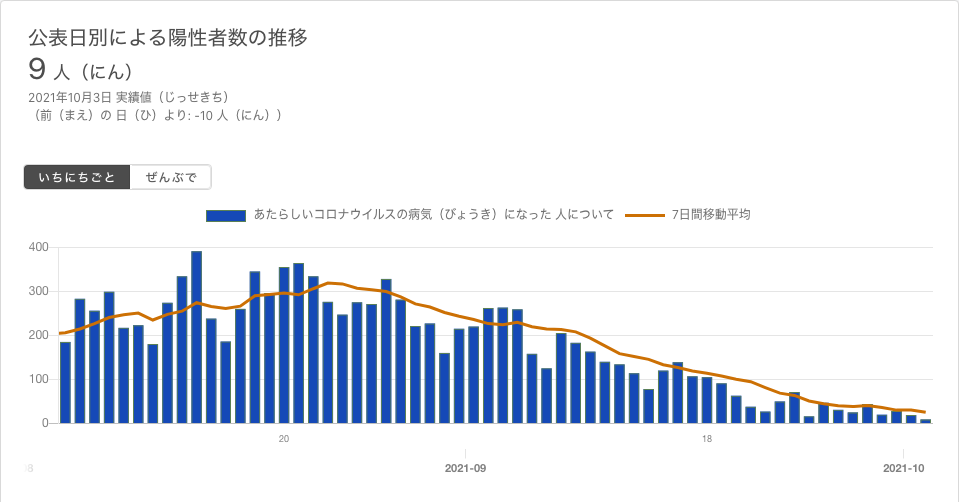 公表日別による陽性者数の推移
9 人（にん）
2021年10月3日 実績値（じっせきち）
（前（まえ）の 日（ひ）より: -10 人（にん））
いちにちごと ぜんぶで
あたらしいコロナウイルスの病気（びょうき）になった 人について 7日間移動平均
400
300
200
100
0
20 18
2021-09 2021-10